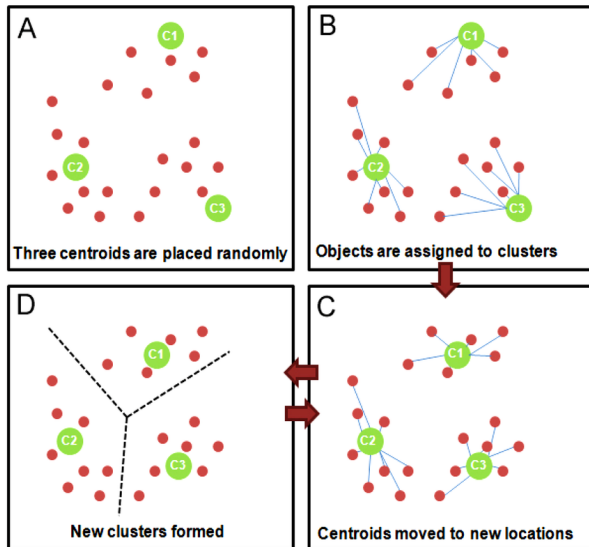 A
C1
C2
C3
Three centroids are placed randomly
B
C1
C2
C3
Objects are assigned to clusters
D
C1
C2
C3
New clusters formed
C
C1
C2
C3
Centroids moved to new locations